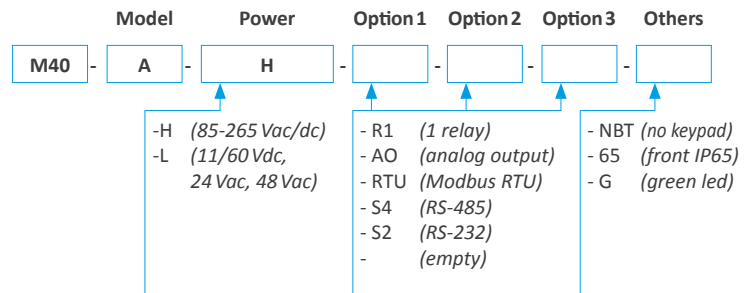 Model Power Option 1 Option 2 Option 3 Others
M40 - A - H - - - -
-H (85-265 Vac/dc)
-L (11/60 Vdc,
24 Vac, 48 Vac)
- R1 (1 relay)
- AO (analog output)
- RTU (Modbus RTU)
- S4 (RS-485)
- S2 (RS-232)
- (empty)
- NBT (no keypad)
- 65 (front IP65)
- G (green led)